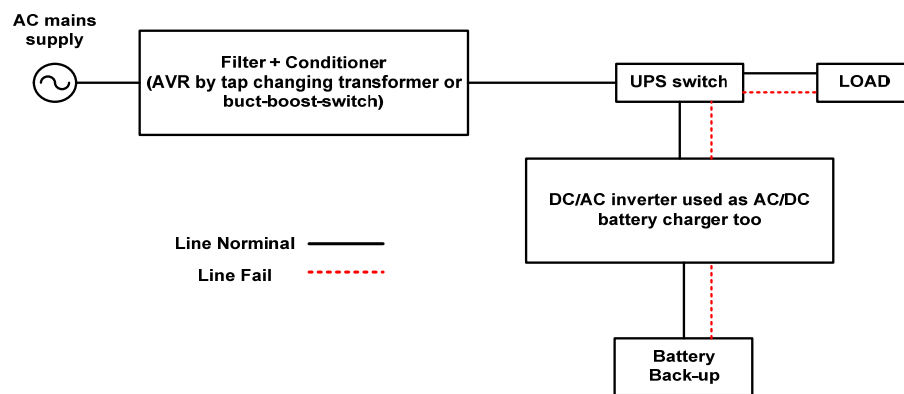 AC mains
supply
Filter + Conditioner
(AVR by tap changing transformer or
buct-boost-switch)
UPS switch
LOAD
DC/AC inverter used as AC/DC
battery charger too
Line Norminal
Line Fail
Battery
Back-up